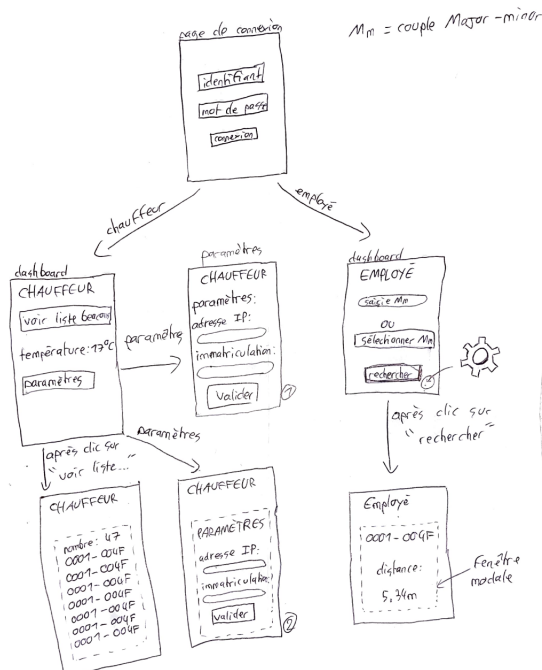 page de connexion
Mm = couple Major-minor
identifiant
mot de passe
connexion
chauffeur
employé
dashboard
CHAUFFEUR
voir liste beacons
température: 17°C
paramètres
paramètre
paramètres
CHAUFFEUR
paramètres:
adresse IP:
immatriculation:
valider
1
dashboard
EMPLOYÉ
saisie Mm
OU
sélectionner Mm
rechercher
après clic sur
"voir liste..."
paramètres
après clic sur
"rechercher"
CHAUFFEUR
nombre: 47
0001-004F
0001-004F
0001-004F
0001-004F
0001-004F
0001-004F
0001-004F
CHAUFFEUR
PARAMÈTRES
adresse IP:
immatriculation:
valider
2
Employé
0001-004F
distance:
5,34m
Fenêtre
modale